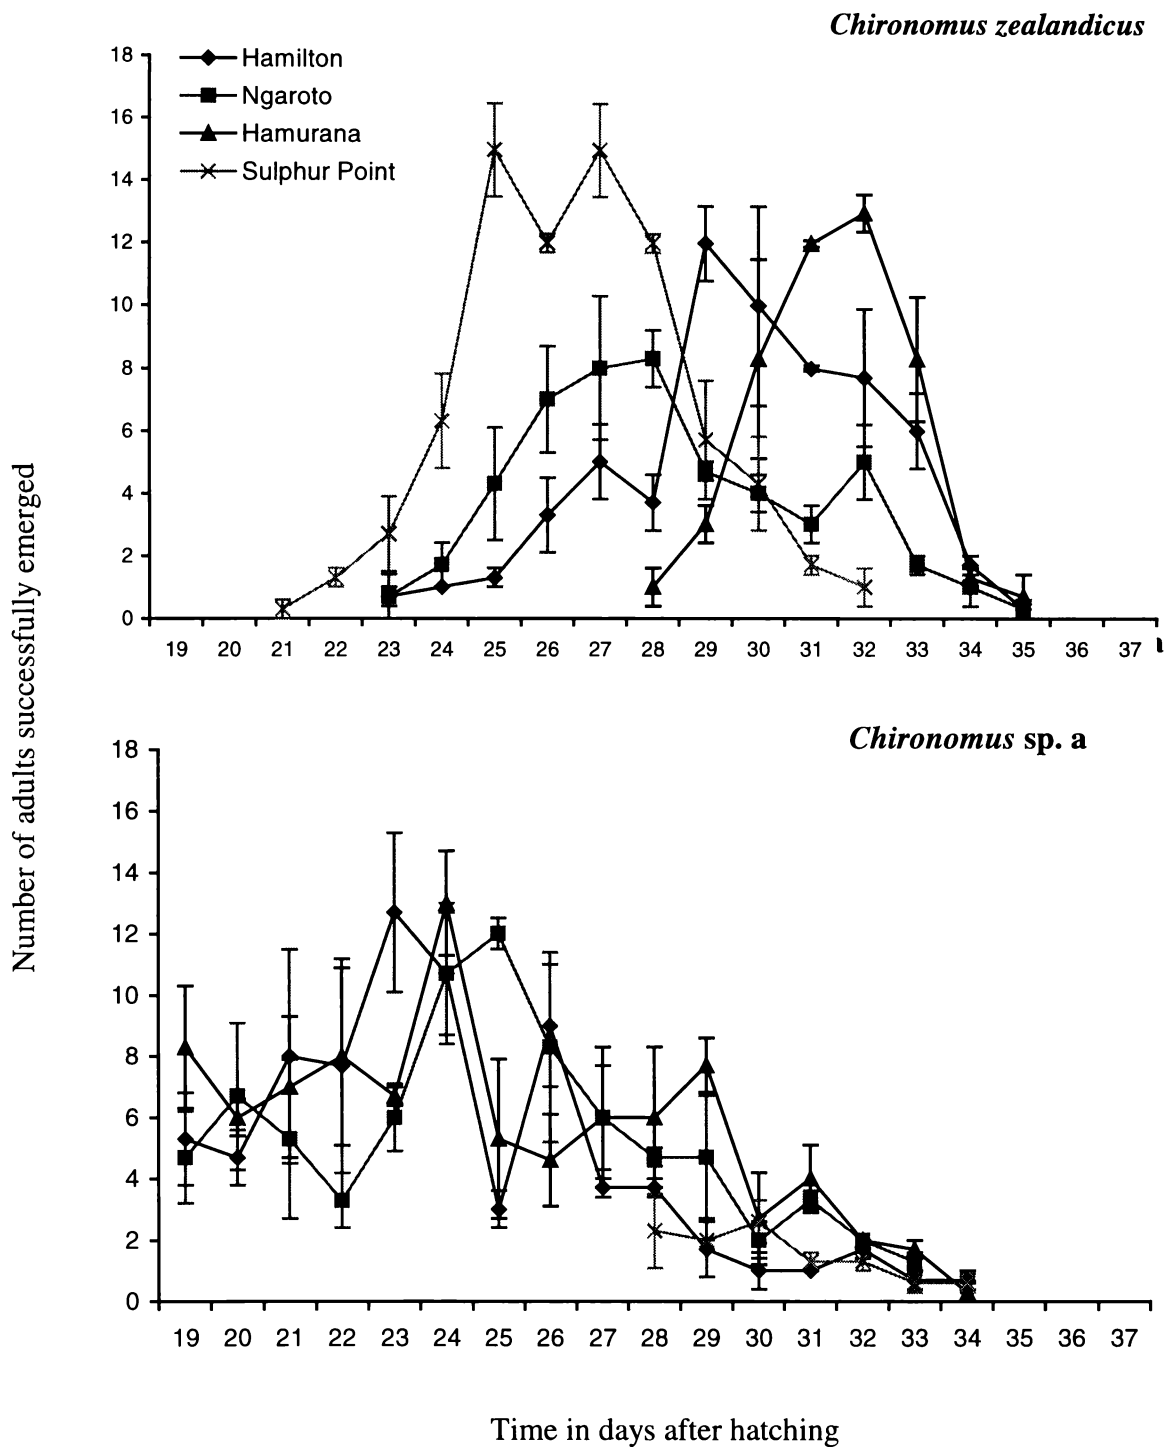 Chironomus zealandicus
Hamilton
Ngaroto
Hamurana
Sulphur Point
18
16
14
12
10
8
6
4
2
0
19 20 21 22 23 24 25 26 27 28 29 30 31 32 33 34 35 36 37
Number of adults successfully emerged
Chironomus sp. a
18
16
14
12
10
8
6
4
2
0
19 20 21 22 23 24 25 26 27 28 29 30 31 32 33 34 35 36 37
Time in days after hatching